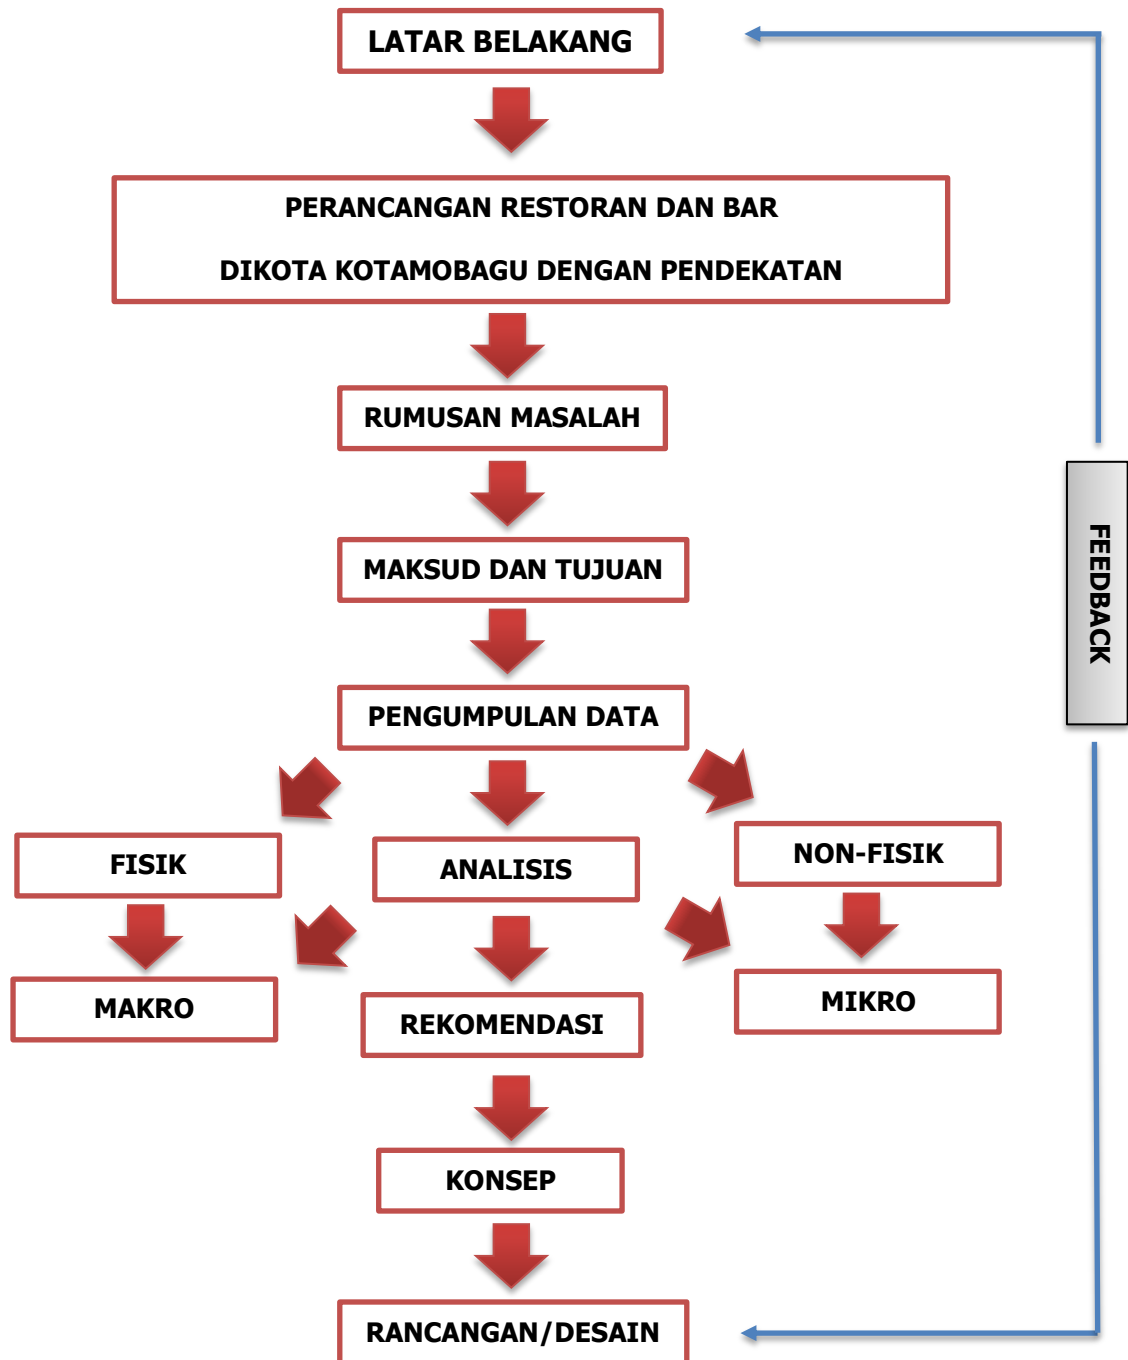 LATAR BELAKANG
PERANCANGAN RESTORAN DAN BAR
DIKOTA KOTAMOBAGU DENGAN PENDEKATAN
RUMUSAN MASALAH
MAKSUD DAN TUJUAN
FEEDBACK
PENGUMPULAN DATA
FISIK
ANALISIS
NON-FISIK
MAKRO
REKOMENDASI
MIKRO
KONSEP
RANCANGAN/DESAIN